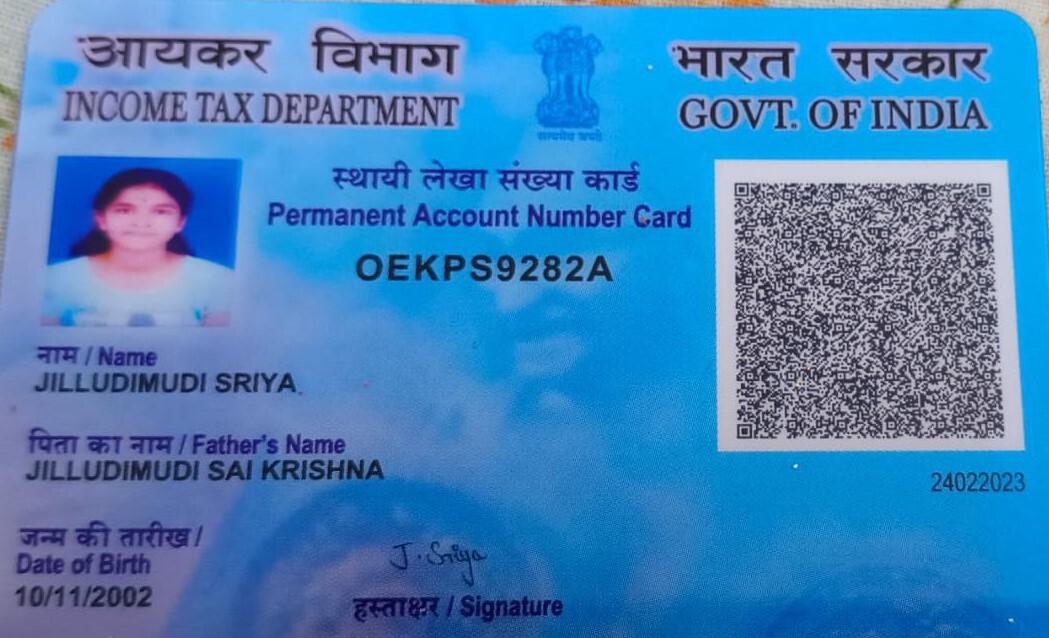 आयकर विभाग
INCOME TAX DEPARTMENT
भारत सरकार
GOVT. OF INDIA
सत्यमेव जयते
स्थायी लेखा संख्या कार्ड
Permanent Account Number Card
OEKPS9282A
नाम / Name
JILLUDIMUDI SRIYA
पिता का नाम / Father's Name
JILLUDIMUDI SAI KRISHNA
24022023
जन्म की तारीख /
Date of Birth
10/11/2002
J. Sriya
हस्ताक्षर / Signature